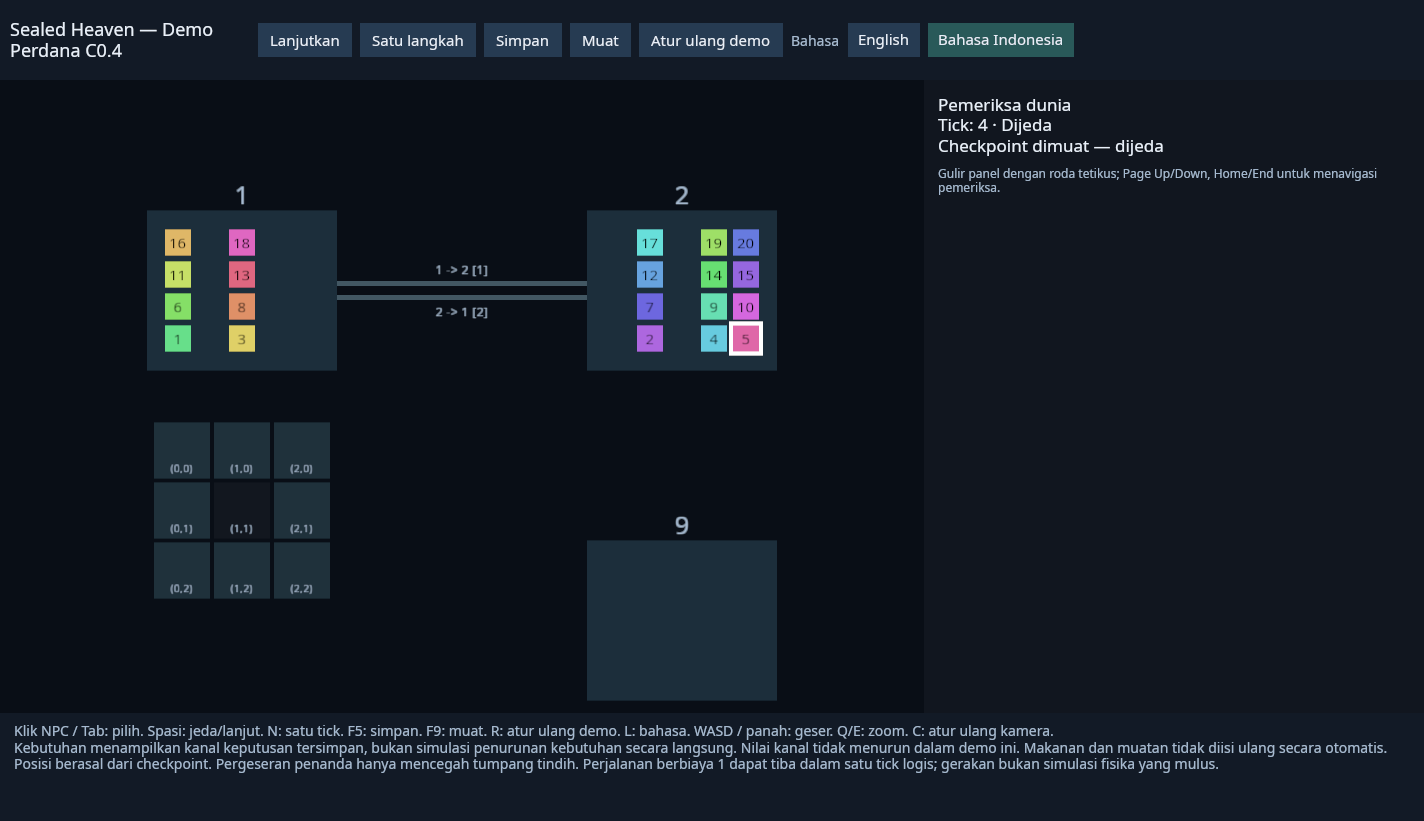 Sealed Heaven — Demo
Perdana C0.4
Lanjutkan
Satu langkah
Simpan
Muat
Atur ulang demo
Bahasa
English
Bahasa Indonesia
Pemeriksa dunia
Tick: 4 · Dijeda
Checkpoint dimuat — dijeda
Gulir panel dengan roda tetikus; Page Up/Down, Home/End untuk menavigasi
pemeriksa.
1
16 18
11 13
6 8
1 3
1 -> 2 [1]
2 -> 1 [2]
2
17 19 20
12 14 15
7 9 10
2 4 5
(0,0) (1,0) (2,0)
(0,1) (1,1) (2,1)
(0,2) (1,2) (2,2)
9
Klik NPC / Tab: pilih. Spasi: jeda/lanjut. N: satu tick. F5: simpan. F9: muat. R: atur ulang demo. L: bahasa. WASD / panah: geser. Q/E: zoom. C: atur ulang kamera.
Kebutuhan menampilkan kanal keputusan tersimpan, bukan simulasi penurunan kebutuhan secara langsung. Nilai kanal tidak menurun dalam demo ini. Makanan dan muatan tidak diisi ulang secara otomatis.
Posisi berasal dari checkpoint. Pergeseran penanda hanya mencegah tumpang tindih. Perjalanan berbiaya 1 dapat tiba dalam satu tick logis; gerakan bukan simulasi fisika yang mulus.